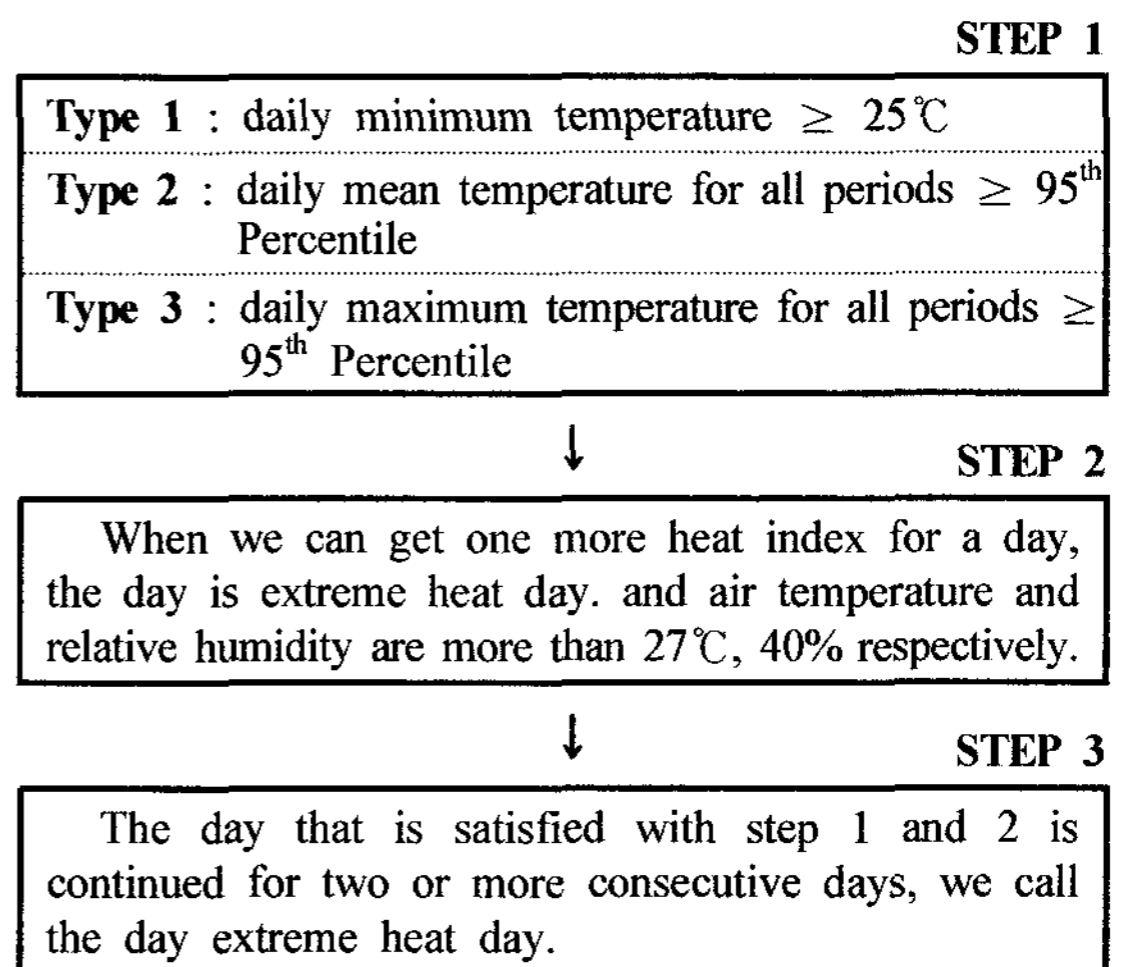 STEP 1
Type 1 : daily minimum temperature ≥ 25℃
Type 2 : daily mean temperature for all periods ≥ 95th
Percentile
Type 3 : daily maximum temperature for all periods ≥
95th Percentile
↓
STEP 2
When we can get one more heat index for a day,
the day is extreme heat day. and air temperature and
relative humidity are more than 27℃, 40% respectively.
↓
STEP 3
The day that is satisfied with step 1 and 2 is
continued for two or more consecutive days, we call
the day extreme heat day.